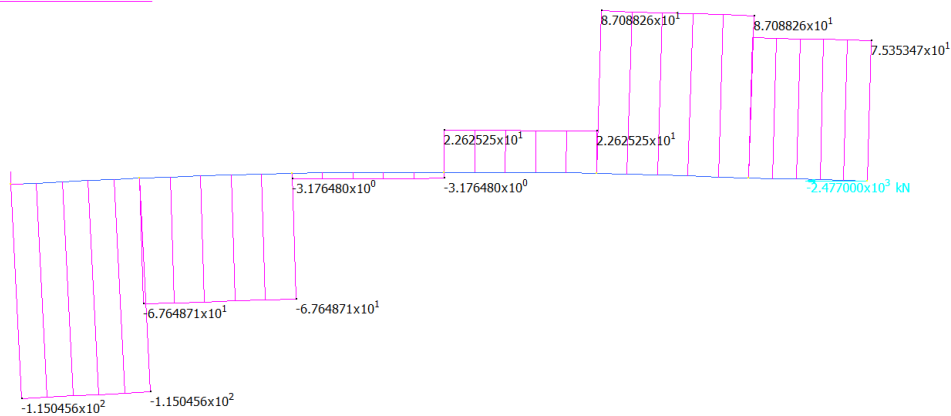 8.708826x10¹
8.708826x10¹
7.535347x10¹
2.262525x10¹
2.262525x10¹
-3.176480x10⁰
-3.176480x10⁰
-2.477000x10³ kN
-6.764871x10¹
-6.764871x10¹
-1.150456x10²
-1.150456x10²